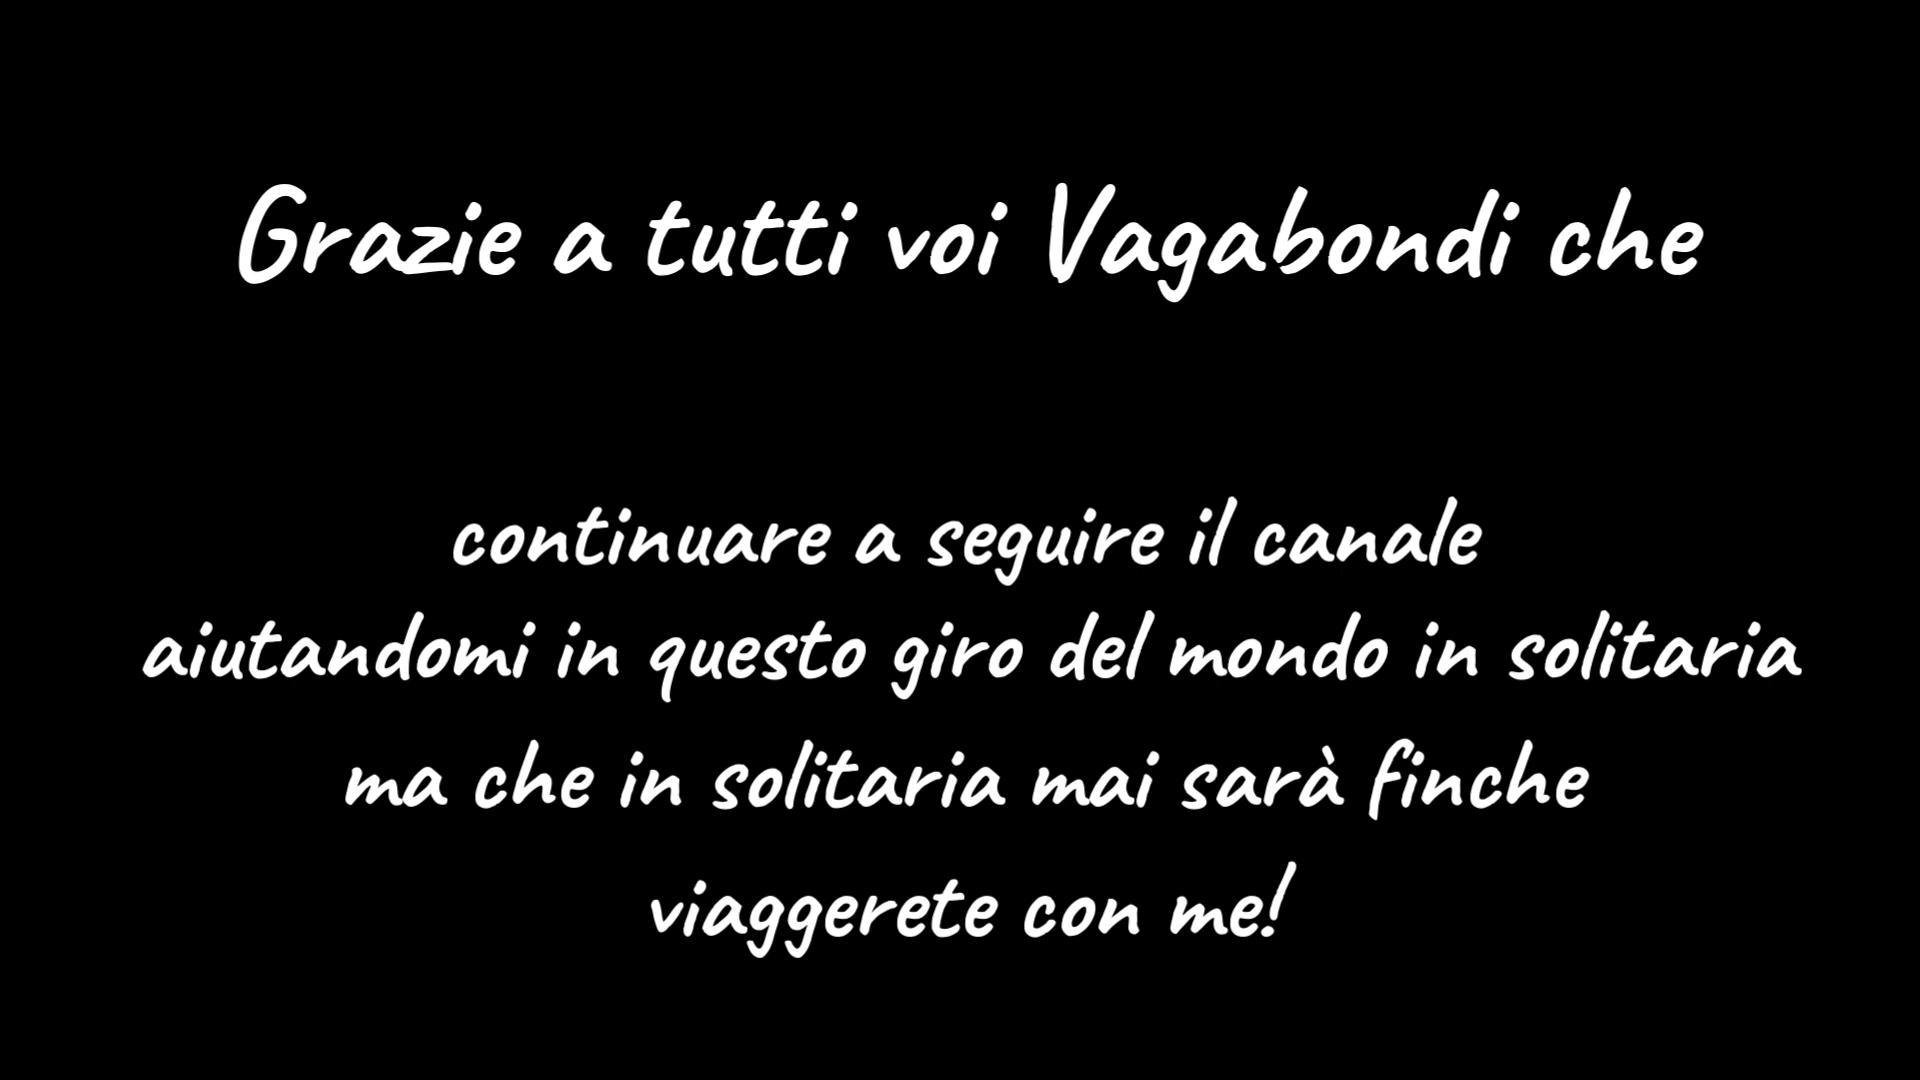 Grazie a tutti voi Vagabondi che
continuare a seguire il canale
aiutandomi in questo giro del mondo in solitaria
ma che in solitaria mai sarà finche
viaggerete con me!